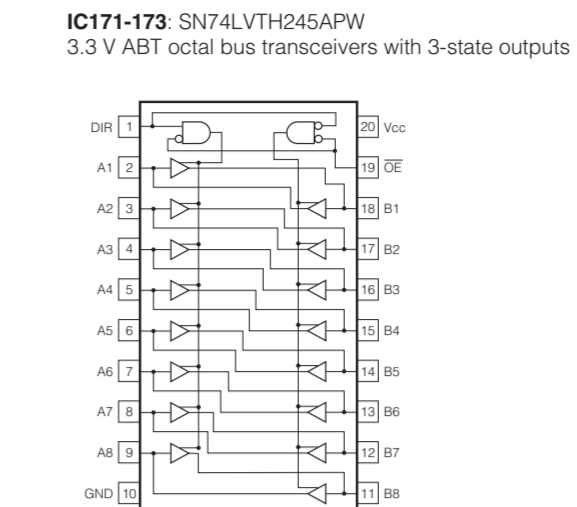 IC171-173: SN74LVTH245APW
3.3 V ABT octal bus transceivers with 3-state outputs
DIR 1 20 Vcc
A1 2 19 OE
A2 3 18 B1
A3 4 17 B2
A4 5 16 B3
A5 6 15 B4
A6 7 14 B5
A7 8 13 B6
A8 9 12 B7
GND 10 11 B8